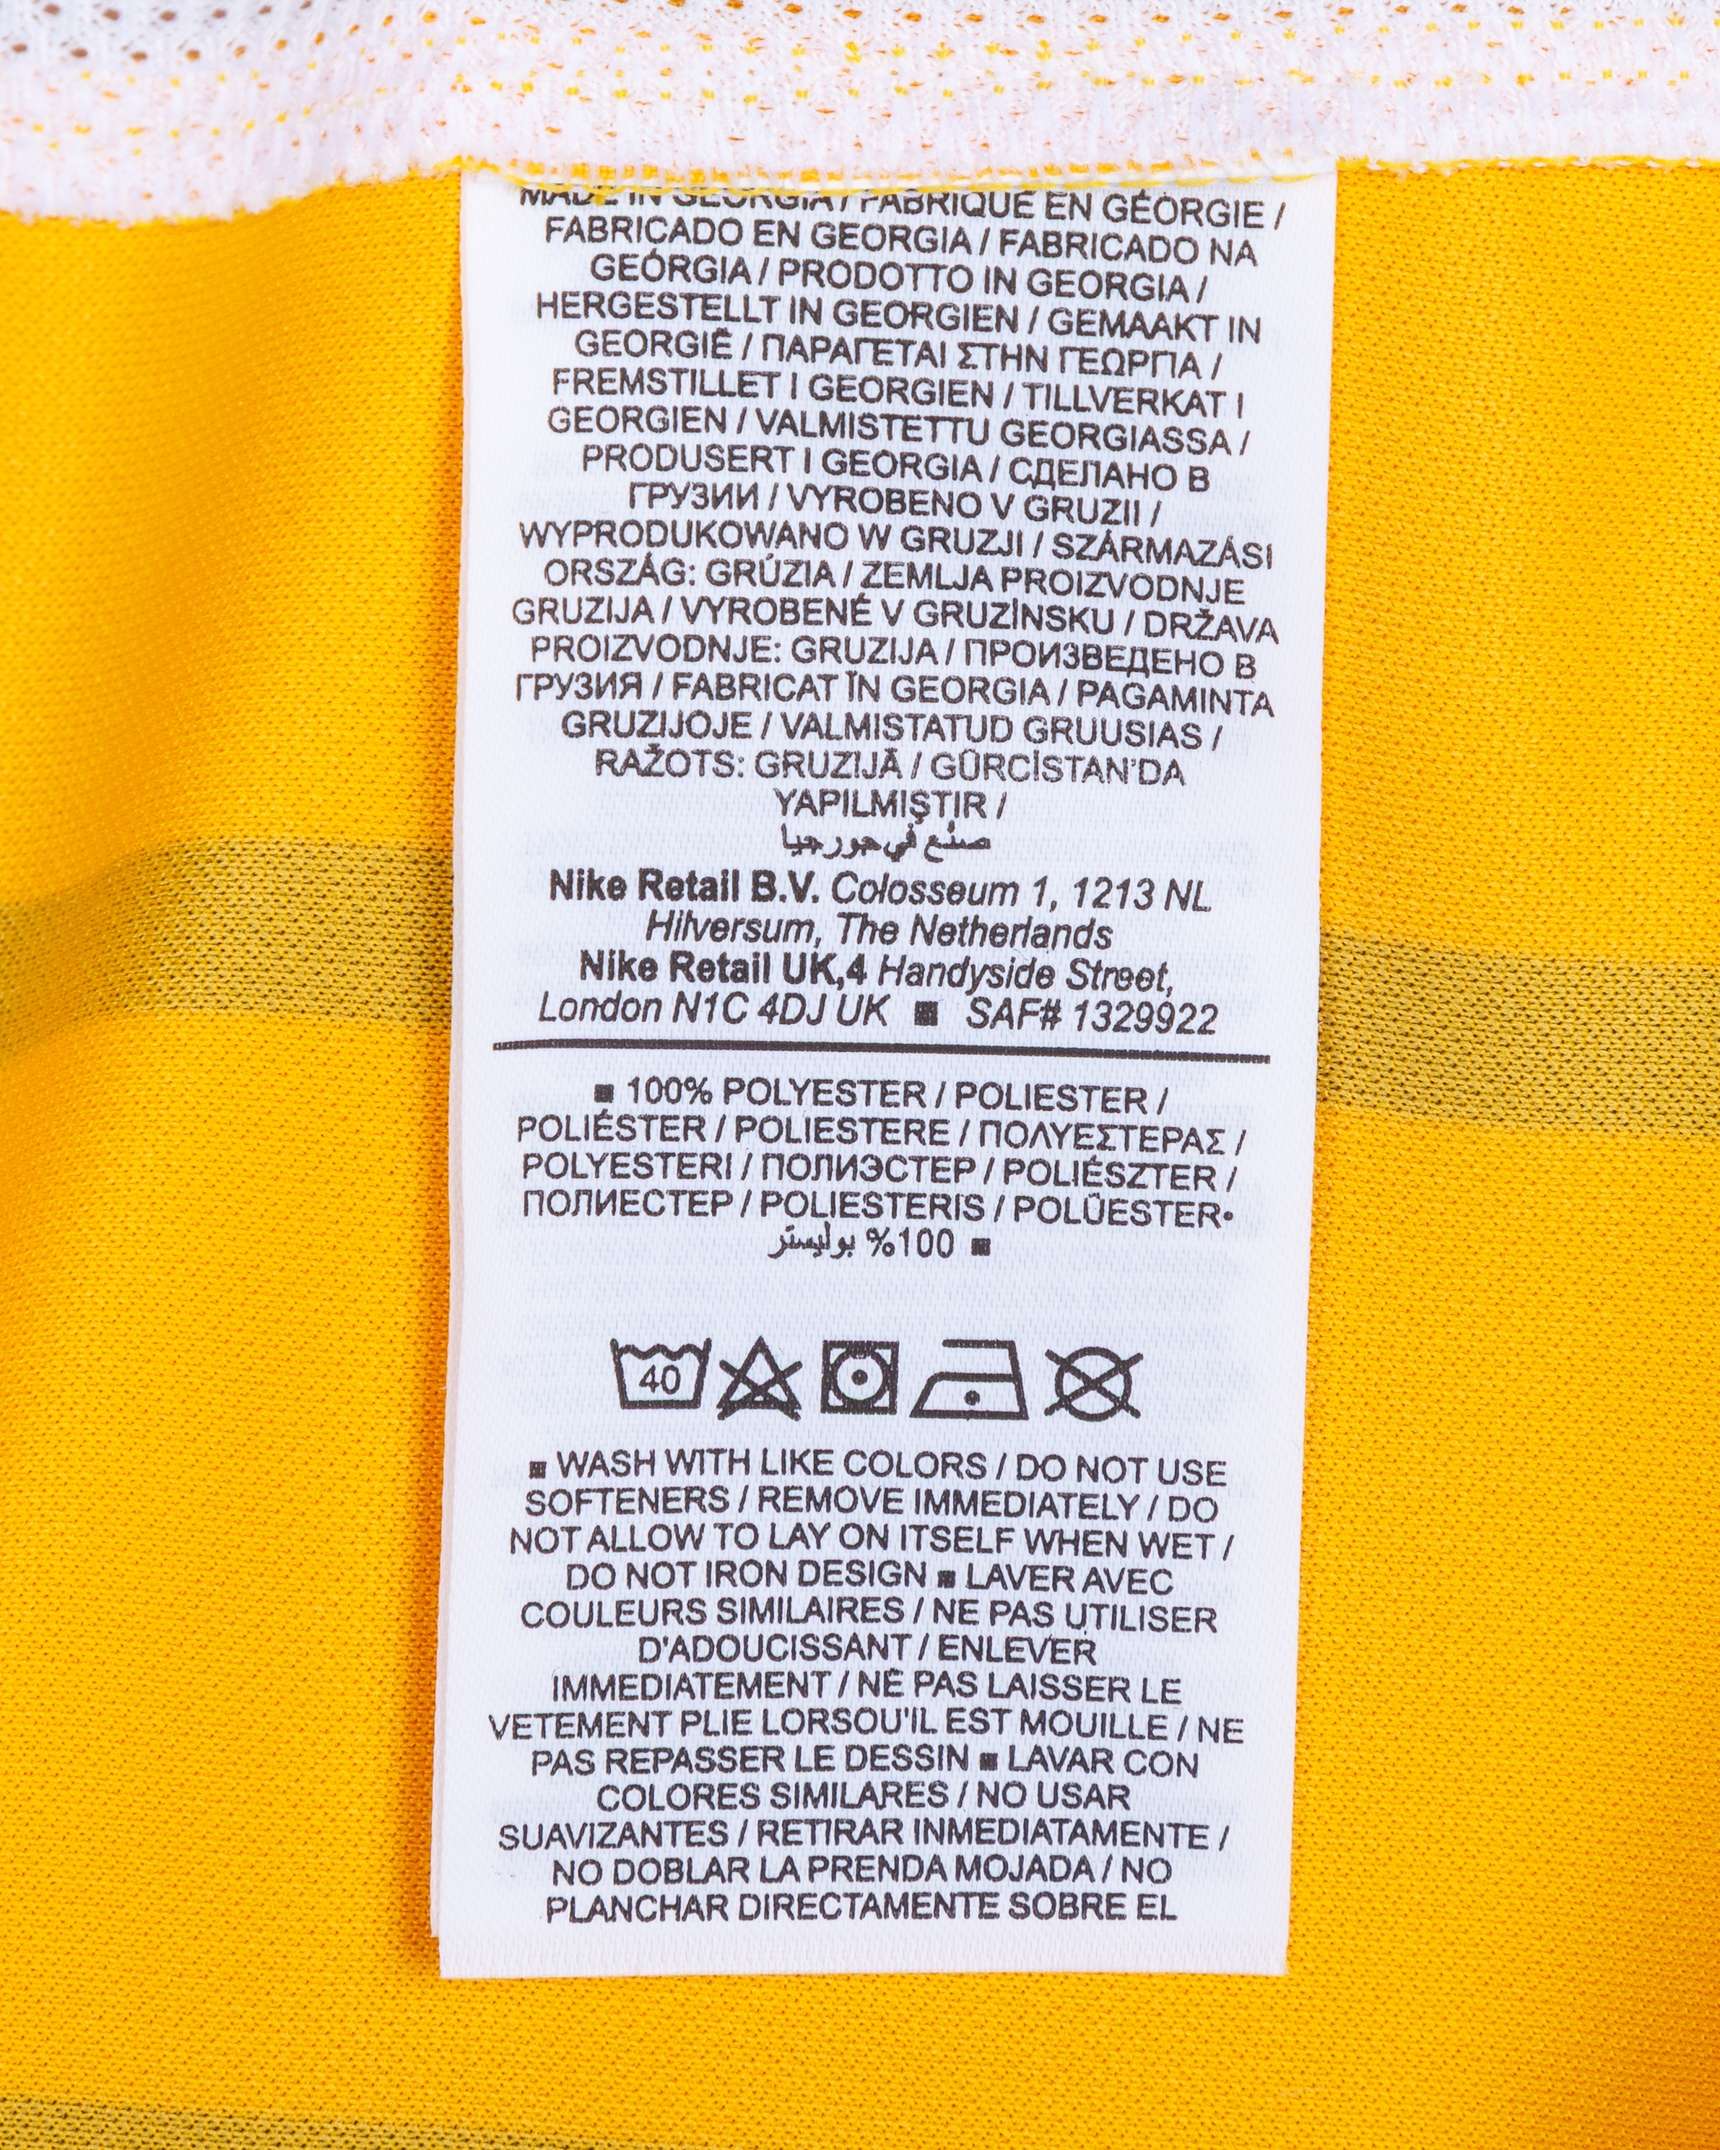 MADE IN GEORGIA / FABRIQUÉ EN GÉORGIE /
FABRICADO EN GEORGIA / FABRICADO NA
GEÓRGIA / PRODOTTO IN GEORGIA /
HERGESTELLT IN GEORGIEN / GEMAAKT IN
GEORGIË / ΠΑΡΑΓΕΤΑΙ ΣΤΗΝ ΓΕΩΡΓΙΑ /
FREMSTILLET I GEORGIEN / TILLVERKAT I
GEORGIEN / VALMISTETTU GEORGIASSA /
PRODUSERT I GEORGIA / СДЕЛАНО В
ГРУЗИИ / VYROBENO V GRUZII /
WYPRODUKOWANO W GRUZJI / SZÁRMAZÁSI
ORSZÁG: GRÚZIA / ZEMLJA PROIZVODNJE
GRUZIJA / VYROBENÉ V GRUZÍNSKU / DRŽAVA
PROIZVODNJE: GRUZIJA / ПРОИЗВЕДЕНО В
ГРУЗИЯ / FABRICAT ÎN GEORGIA / PAGAMINTA
GRUZIJOJE / VALMISTATUD GRUUSIAS /
RAŽOTS: GRUZIJĀ / GÜRCİSTAN'DA
YAPILMIŞTIR /
صنع في جورجيا
Nike Retail B.V. Colosseum 1, 1213 NL
Hilversum, The Netherlands
Nike Retail UK,4 Handyside Street,
London N1C 4DJ UK ■ SAF# 1329922
■ 100% POLYESTER / POLIESTER /
POLIÉSTER / POLIESTERE / ΠΟΛΥΕΣΤΕΡΑΣ /
POLYESTERI / ПОЛИЭСТЕР / POLIÉSZTER /
ПОЛИЕСТЕР / POLIESTERIS / POLÜESTER•
■ 100% بوليستر
40
■ WASH WITH LIKE COLORS / DO NOT USE
SOFTENERS / REMOVE IMMEDIATELY / DO
NOT ALLOW TO LAY ON ITSELF WHEN WET /
DO NOT IRON DESIGN ■ LAVER AVEC
COULEURS SIMILAIRES / NE PAS UTILISER
D'ADOUCISSANT / ENLEVER
IMMEDIATEMENT / NE PAS LAISSER LE
VETEMENT PLIE LORSOU'IL EST MOUILLE / NE
PAS REPASSER LE DESSIN ■ LAVAR CON
COLORES SIMILARES / NO USAR
SUAVIZANTES / RETIRAR INMEDIATAMENTE /
NO DOBLAR LA PRENDA MOJADA / NO
PLANCHAR DIRECTAMENTE SOBRE EL